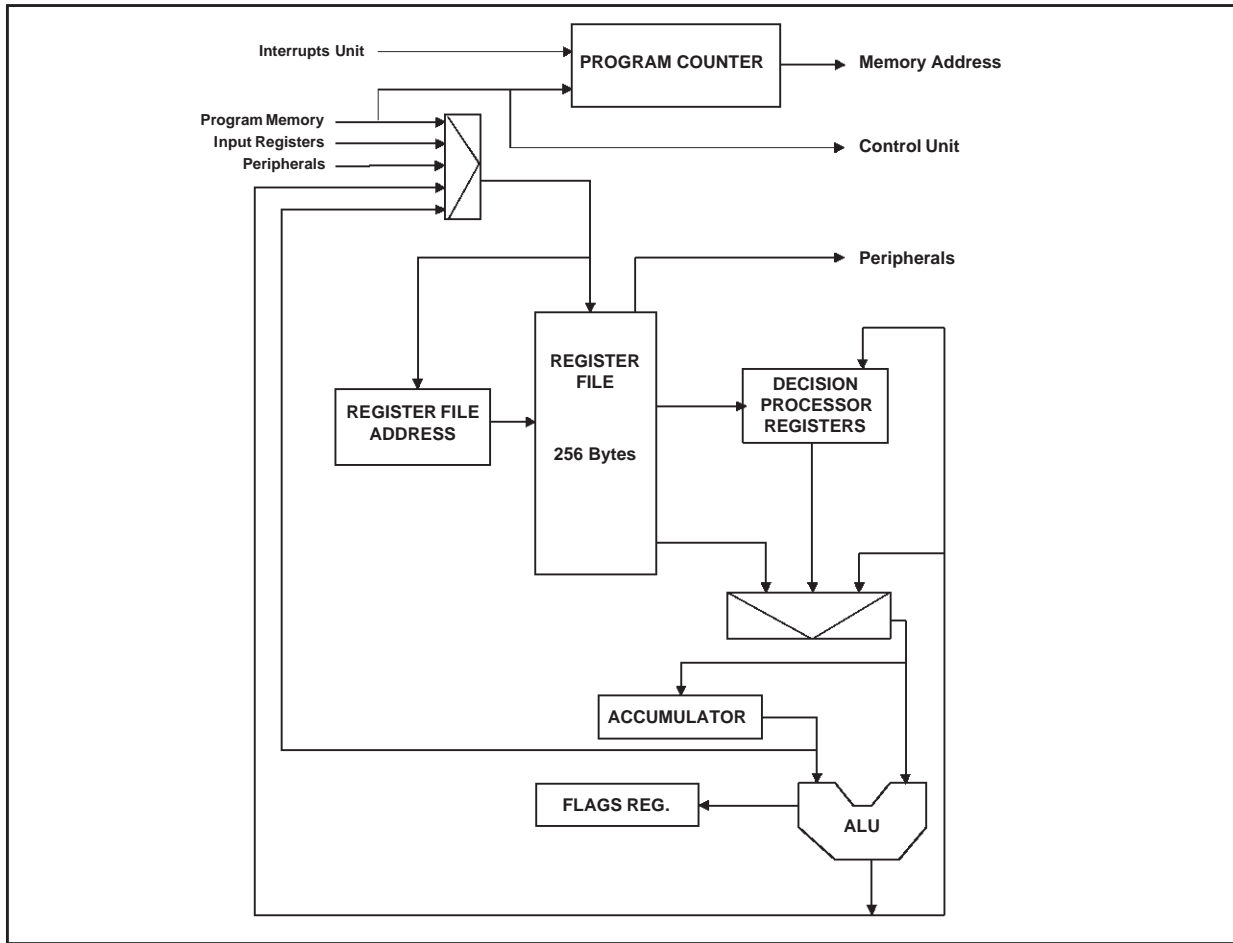 Interrupts Unit
PROGRAM COUNTER
Memory Address
Program Memory
Input Registers
Peripherals
Control Unit
Peripherals
REGISTER
FILE
256 Bytes
REGISTER FILE
ADDRESS
DECISION
PROCESSOR
REGISTERS
ACCUMULATOR
FLAGS REG.
ALU